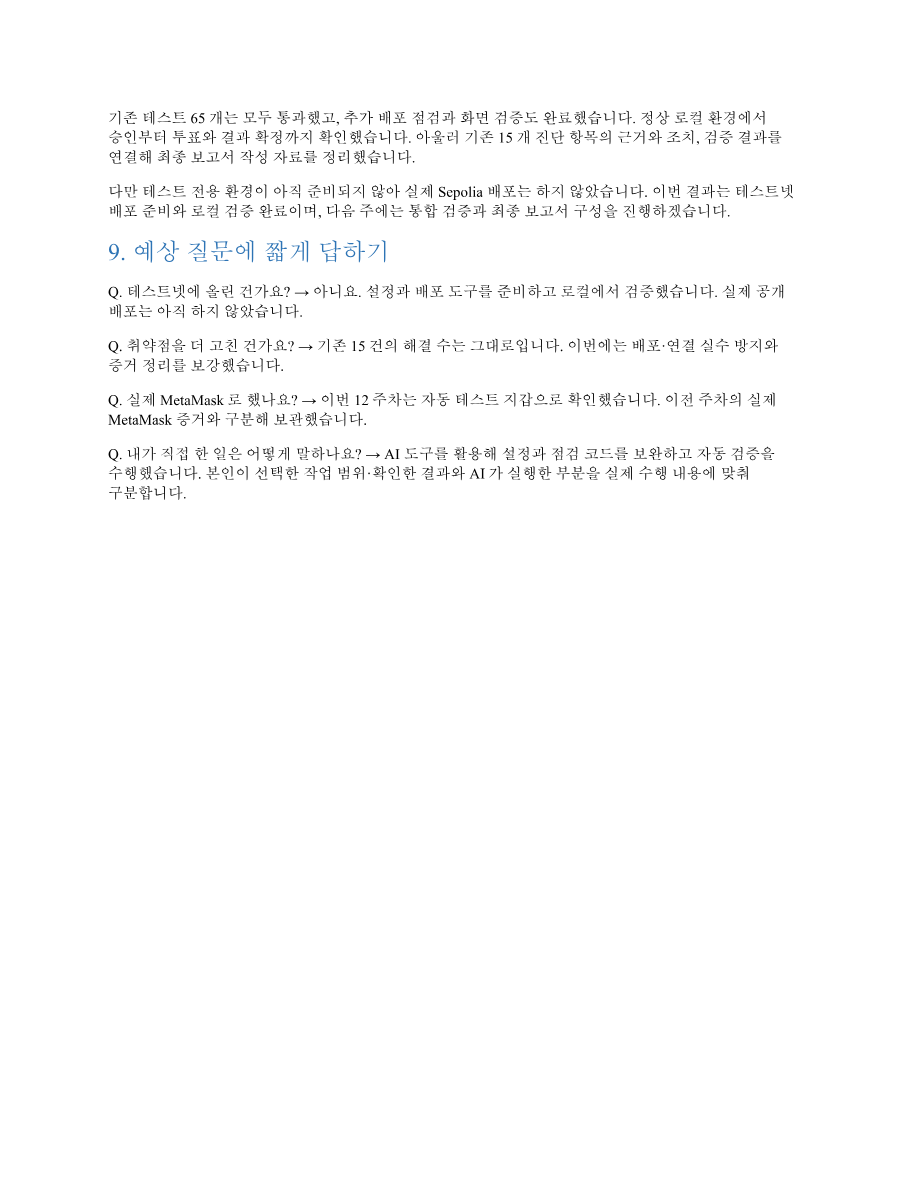 기존 테스트 65 개는 모두 통과했고, 추가 배포 점검과 화면 검증도 완료했습니다. 정상 로컬 환경에서
승인부터 투표와 결과 확정까지 확인했습니다. 아울러 기존 15 개 진단 항목의 근거와 조치, 검증 결과를
연결해 최종 보고서 작성 자료를 정리했습니다.
다만 테스트 전용 환경이 아직 준비되지 않아 실제 Sepolia 배포는 하지 않았습니다. 이번 결과는 테스트넷
배포 준비와 로컬 검증 완료이며, 다음 주에는 통합 검증과 최종 보고서 구성을 진행하겠습니다.
9. 예상 질문에 짧게 답하기
Q. 테스트넷에 올린 건가요? → 아니요. 설정과 배포 도구를 준비하고 로컬에서 검증했습니다. 실제 공개
배포는 아직 하지 않았습니다.
Q. 취약점을 더 고친 건가요? → 기존 15 건의 해결 수는 그대로입니다. 이번에는 배포·연결 실수 방지와
증거 정리를 보강했습니다.
Q. 실제 MetaMask 로 했나요? → 이번 12 주차는 자동 테스트 지갑으로 확인했습니다. 이전 주차의 실제
MetaMask 증거와 구분해 보관했습니다.
Q. 내가 직접 한 일은 어떻게 말하나요? → AI 도구를 활용해 설정과 점검 코드를 보완하고 자동 검증을
수행했습니다. 본인이 선택한 작업 범위·확인한 결과와 AI 가 실행한 부분을 실제 수행 내용에 맞춰
구분합니다.